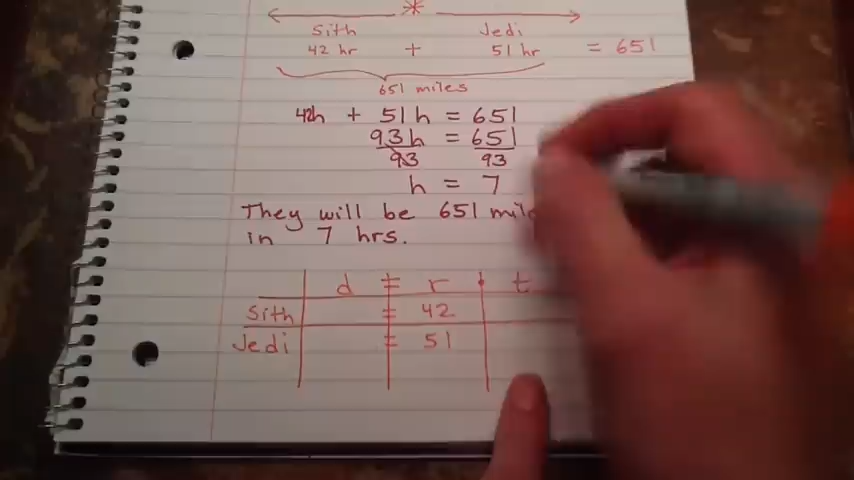 Sith Jedi
42 hr + 51 hr = 651
651 miles
42h + 51h = 651
93h = 651
93 93
h = 7
They will be 651
in 7 hrs.
d = r · t
Sith = 42
Jedi = 51